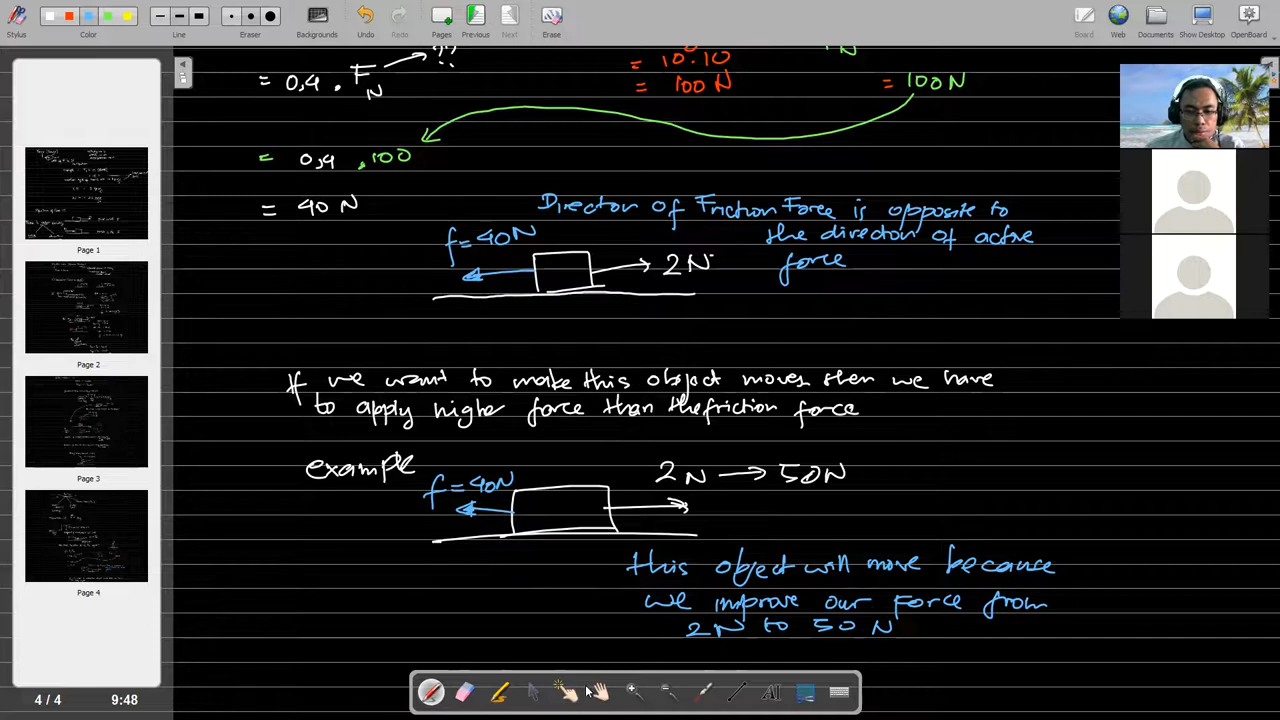 Stylus
Color
Line
Eraser
Backgrounds
Undo
Redo
Pages
Previous
Next
Erase
Board
Web
Documents
Show Desktop
OpenBoard
= 0,4 . F_N → ??
= 10.10
= 100 N
N
= 100 N
= 0,4 . 100
= 40 N
Direction of Friction Force is opposite to
the direction of active
force
f = 40N
2N
If we want to make this object moves then we have
to apply higher force than the friction force
example
f = 40N
2N → 50N
this object will move because
we improve our Force from
2N to 50 N
Page 1
Page 2
Page 3
Page 4
4 / 4
9:48